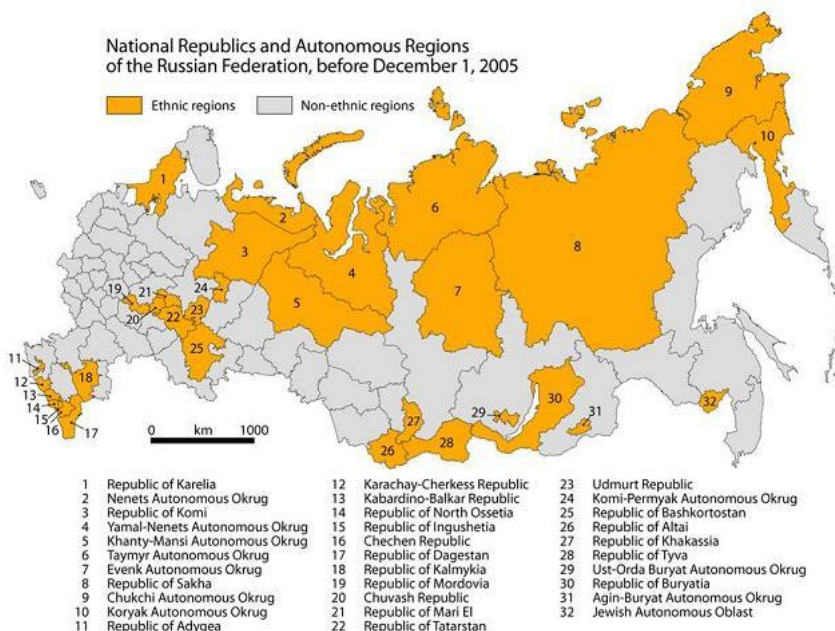 National Republics and Autonomous Regions
of the Russian Federation, before December 1, 2005
Ethnic regions
Non-ethnic regions
9
10
1
2
6
3
4
8
24
7
19
21
5
20
22
23
25
11
18
12
13
14
15
16
17
0 km 1000
27
26
28
29
30
31
32
1 Republic of Karelia
2 Nenets Autonomous Okrug
3 Republic of Komi
4 Yamal-Nenets Autonomous Okrug
5 Khanty-Mansi Autonomous Okrug
6 Taymyr Autonomous Okrug
7 Evenk Autonomous Okrug
8 Republic of Sakha
9 Chukchi Autonomous Okrug
10 Koryak Autonomous Okrug
11 Republic of Adygea
12 Karachay-Cherkess Republic
13 Kabardino-Balkar Republic
14 Republic of North Ossetia
15 Republic of Ingushetia
16 Chechen Republic
17 Republic of Dagestan
18 Republic of Kalmykia
19 Republic of Mordovia
20 Chuvash Republic
21 Republic of Mari El
22 Republic of Tatarstan
23 Udmurt Republic
24 Komi-Permyak Autonomous Okrug
25 Republic of Bashkortostan
26 Republic of Altai
27 Republic of Khakassia
28 Republic of Tyva
29 Ust-Orda Buryat Autonomous Okrug
30 Republic of Buryatia
31 Agin-Buryat Autonomous Okrug
32 Jewish Autonomous Oblast